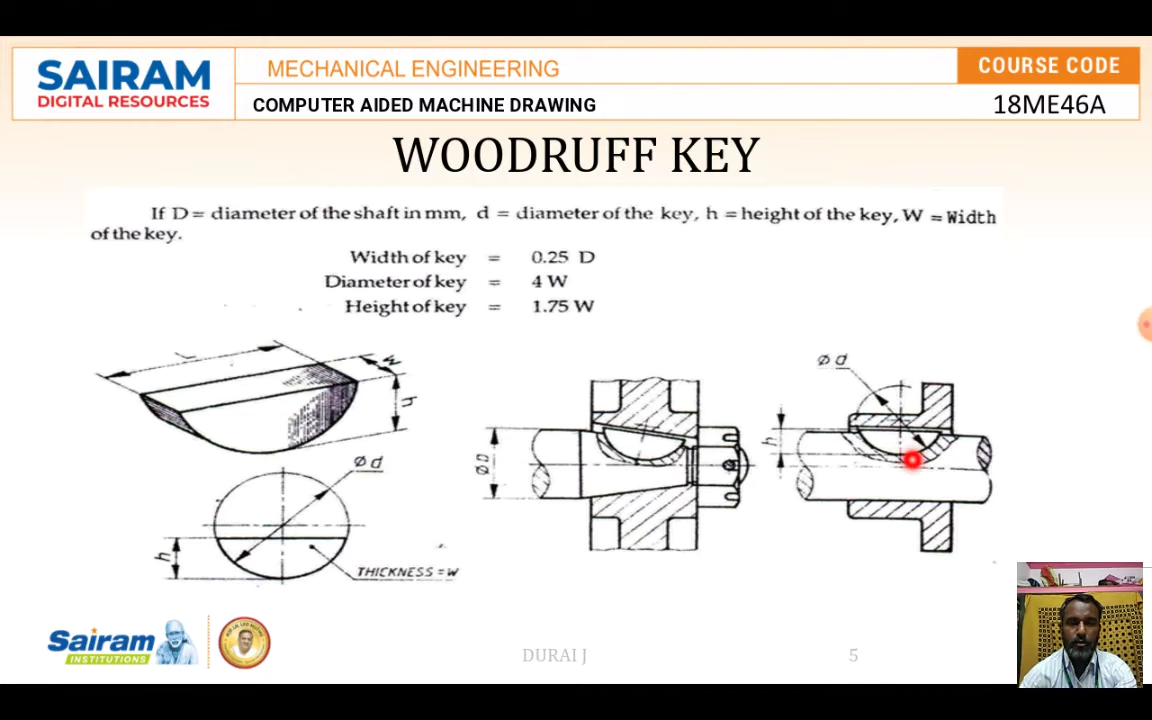 SAIRAM
DIGITAL RESOURCES
MECHANICAL ENGINEERING
COURSE CODE
COMPUTER AIDED MACHINE DRAWING
18ME46A
WOODRUFF KEY
If D = diameter of the shaft in mm, d = diameter of the key, h = height of the key, W = Width
of the key.
Width of key = 0.25 D
Diameter of key = 4 W
Height of key = 1.75 W
L
W
h
Ø d
h
THICKNESS = W
Ø D
Ø d
h
Sairam
INSTITUTIONS
DURAI J
5